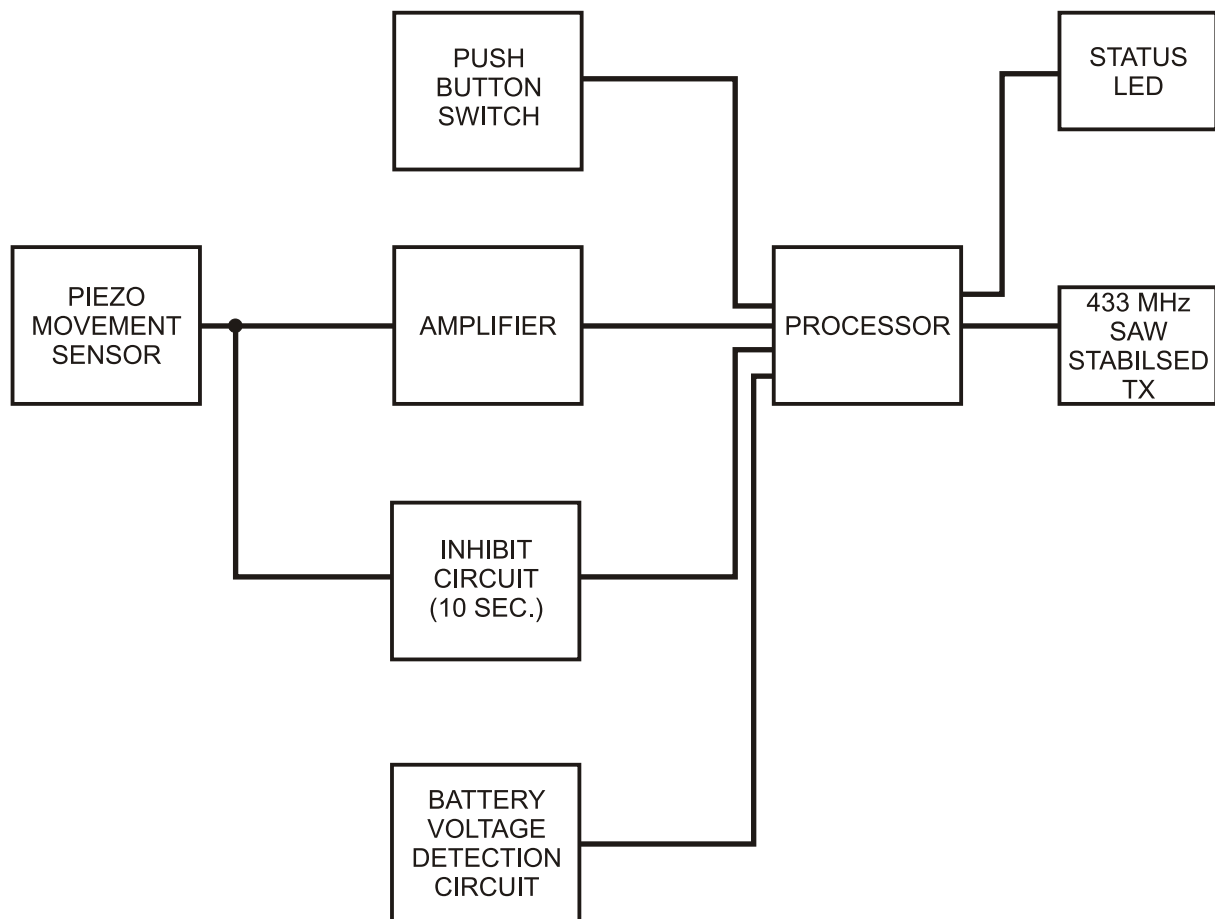 PUSH
BUTTON
SWITCH
STATUS
LED
PIEZO
MOVEMENT
SENSOR
AMPLIFIER
PROCESSOR
433 MHz
SAW
STABILSED
TX
INHIBIT
CIRCUIT
(10 SEC.)
BATTERY
VOLTAGE
DETECTION
CIRCUIT